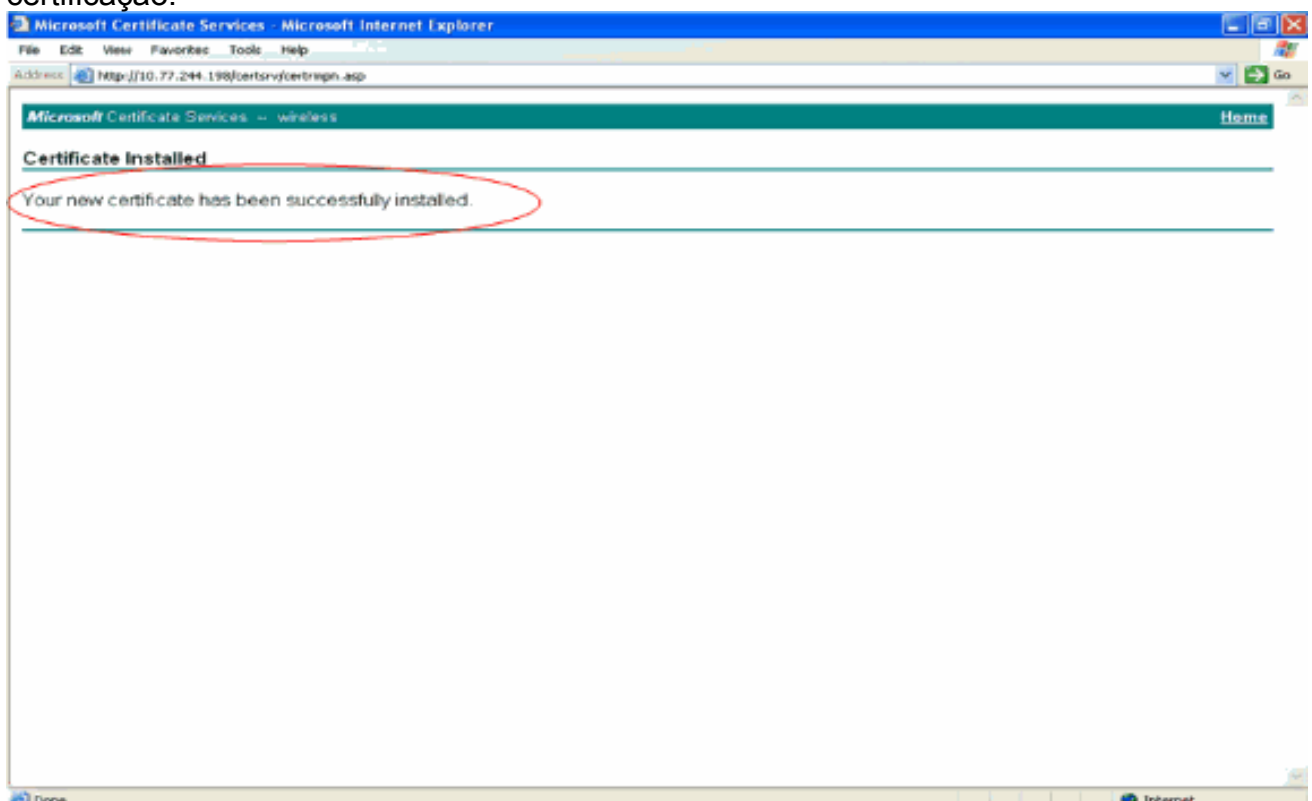 certificação.
Microsoft Certificate Services - Microsoft Internet Explorer
File Edit View Favorites Tools Help
Address http://10.77.244.198/certsrv/certrmpn.asp Go
Microsoft Certificate Services -- wireless Home
Certificate Installed
Your new certificate has been successfully installed.
Done Internet